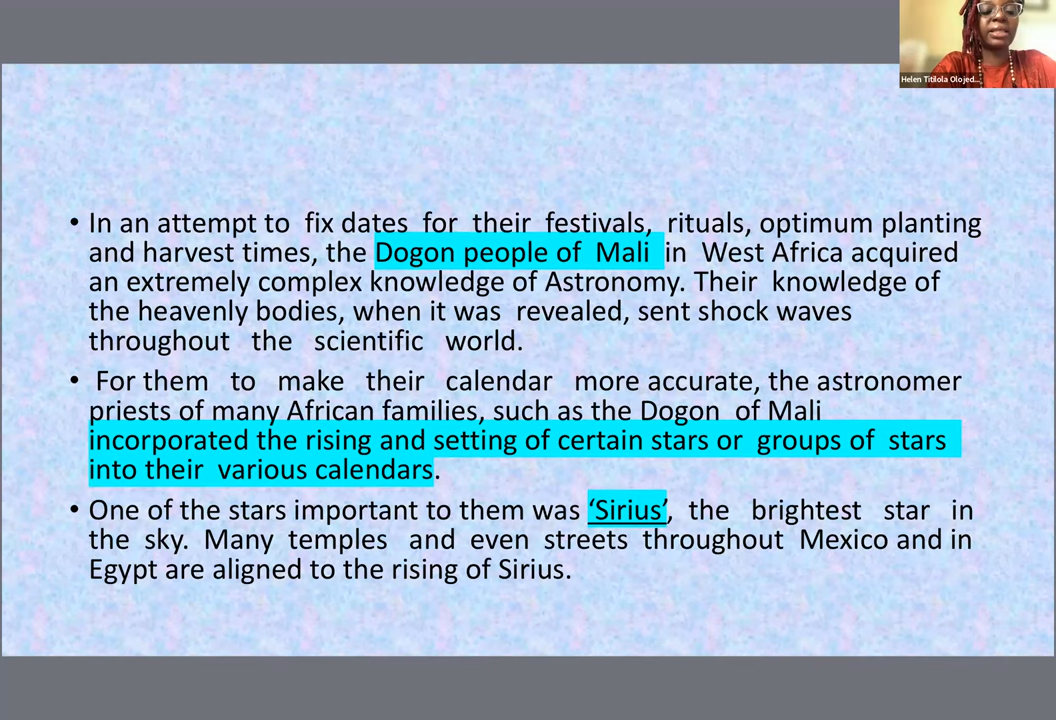 Helen Titilola Olojed...
• In an attempt to fix dates for their festivals, rituals, optimum planting
and harvest times, the Dogon people of Mali in West Africa acquired
an extremely complex knowledge of Astronomy. Their knowledge of
the heavenly bodies, when it was revealed, sent shock waves
throughout the scientific world.
• For them to make their calendar more accurate, the astronomer
priests of many African families, such as the Dogon of Mali
incorporated the rising and setting of certain stars or groups of stars
into their various calendars.
• One of the stars important to them was ‘Sirius’, the brightest star in
the sky. Many temples and even streets throughout Mexico and in
Egypt are aligned to the rising of Sirius.